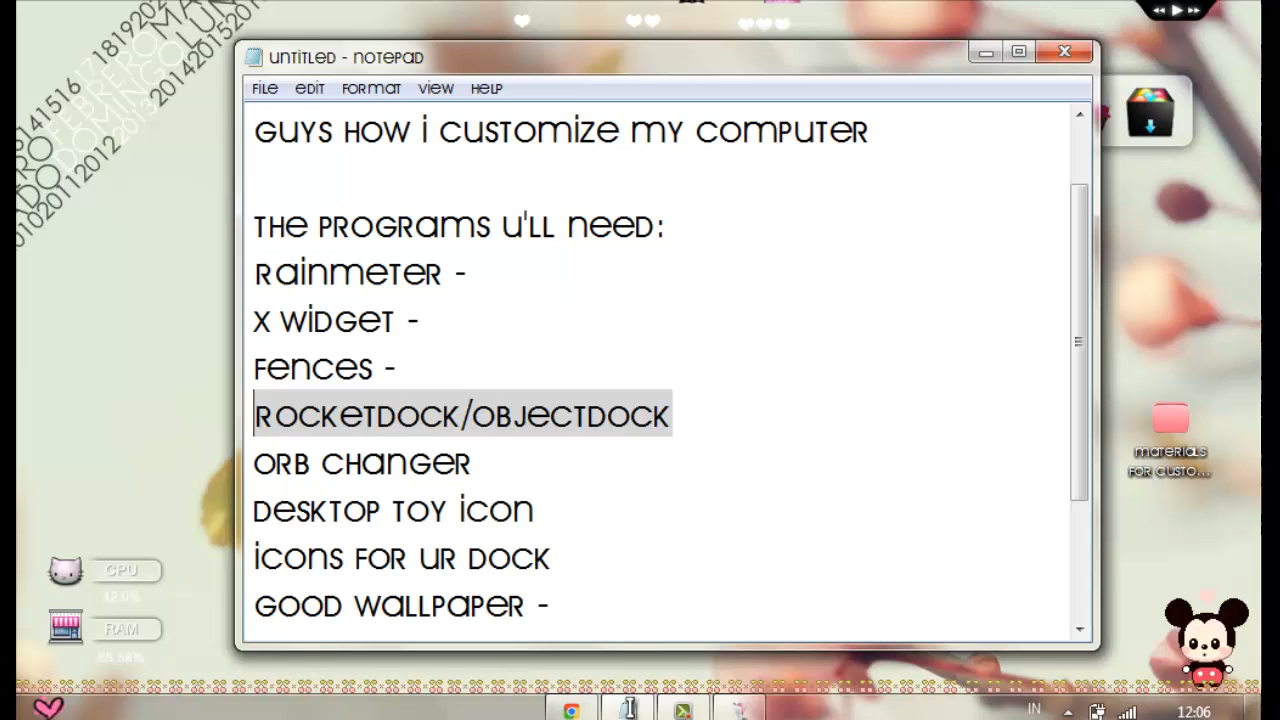 untitled - notepad
File edit Format view Help
Guys how i customize my computer
the programs u'll need:
Rainmeter -
X widget -
Fences -
Rocketdock/objectdock
orb changer
desktop toy icon
icons for ur dock
Good wallpaper -
materials
for custo...
CPU
42.0%
RAM
IN
12:06